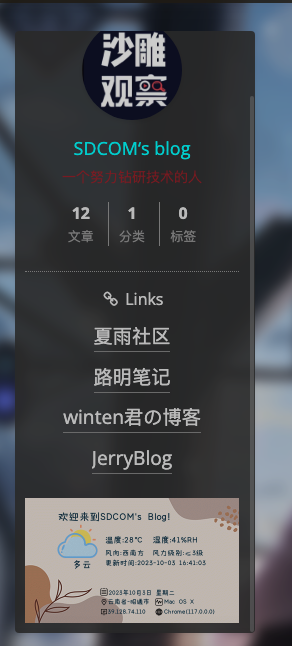 沙雕
观察
SDCOM's blog
一个努力钻研技术的人
12 1 0
文章 分类 标签
Links
夏雨社区
路明笔记
winten君の博客
JerryBlog
欢迎来到SDCOM's Blog!
温度:28℃ 湿度:41%RH
风向:西南方 风力级别:≤3级
多云 更新时间:2023-10-03 16:41:03
2023年10月3日 星期二
云南省-昭通市 Mac OS X
39.128.74.110 Chrome(117.0.0.0)